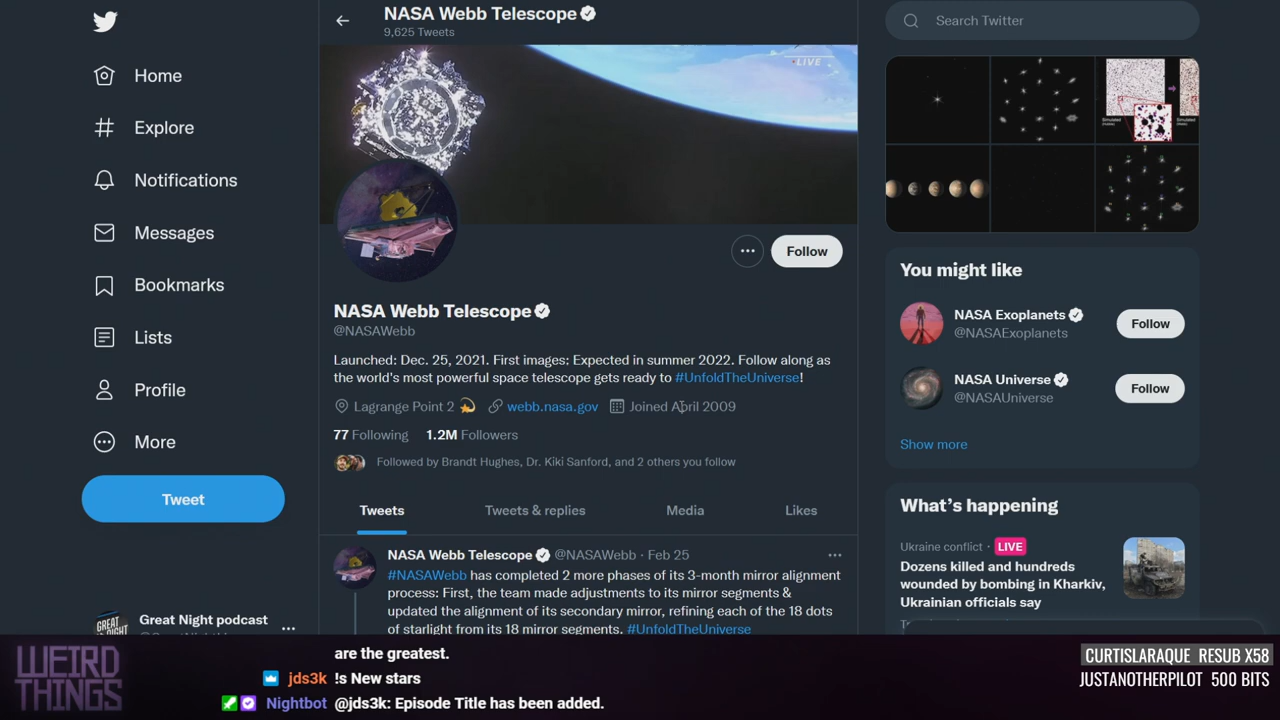 NASA Webb Telescope
9,625 Tweets
Search Twitter
Home
Explore
Notifications
Messages
Bookmarks
Lists
Profile
More
Tweet
Great Night podcast
LIVE
Follow
NASA Webb Telescope
@NASAWebb
Launched: Dec. 25, 2021. First images: Expected in summer 2022. Follow along as
the world's most powerful space telescope gets ready to #UnfoldTheUniverse!
Lagrange Point 2 webb.nasa.gov Joined April 2009
77 Following 1.2M Followers
Followed by Brandt Hughes, Dr. Kiki Sanford, and 2 others you follow
Tweets Tweets & replies Media Likes
NASA Webb Telescope @NASAWebb · Feb 25
#NASAWebb has completed 2 more phases of its 3-month mirror alignment
process: First, the team made adjustments to its mirror segments &
updated the alignment of its secondary mirror, refining each of the 18 dots
of starlight from its 18 mirror segments. #UnfoldTheUniverse
You might like
NASA Exoplanets
@NASAExoplanets
Follow
NASA Universe
@NASAUniverse
Follow
Show more
What's happening
Ukraine conflict · LIVE
Dozens killed and hundreds
wounded by bombing in Kharkiv,
Ukrainian officials say
WEIRD
THINGS
are the greatest.
jds3k !s New stars
Nightbot @jds3k: Episode Title has been added.
CURTISLARAQUE RESUB X58
JUSTANOTHERPILOT 500 BITS